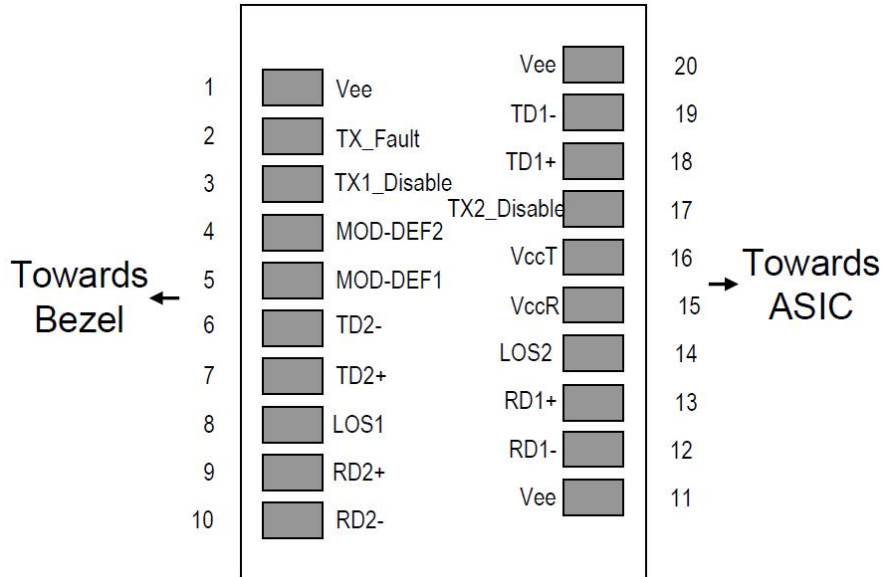 1 Vee
2 TX_Fault
3 TX1_Disable
4 MOD-DEF2
5 MOD-DEF1
6 TD2-
7 TD2+
8 LOS1
9 RD2+
10 RD2-
Vee 20
TD1- 19
TD1+ 18
TX2_Disable 17
VccT 16
VccR 15
LOS2 14
RD1+ 13
RD1- 12
Vee 11
Towards
Bezel
Towards
ASIC